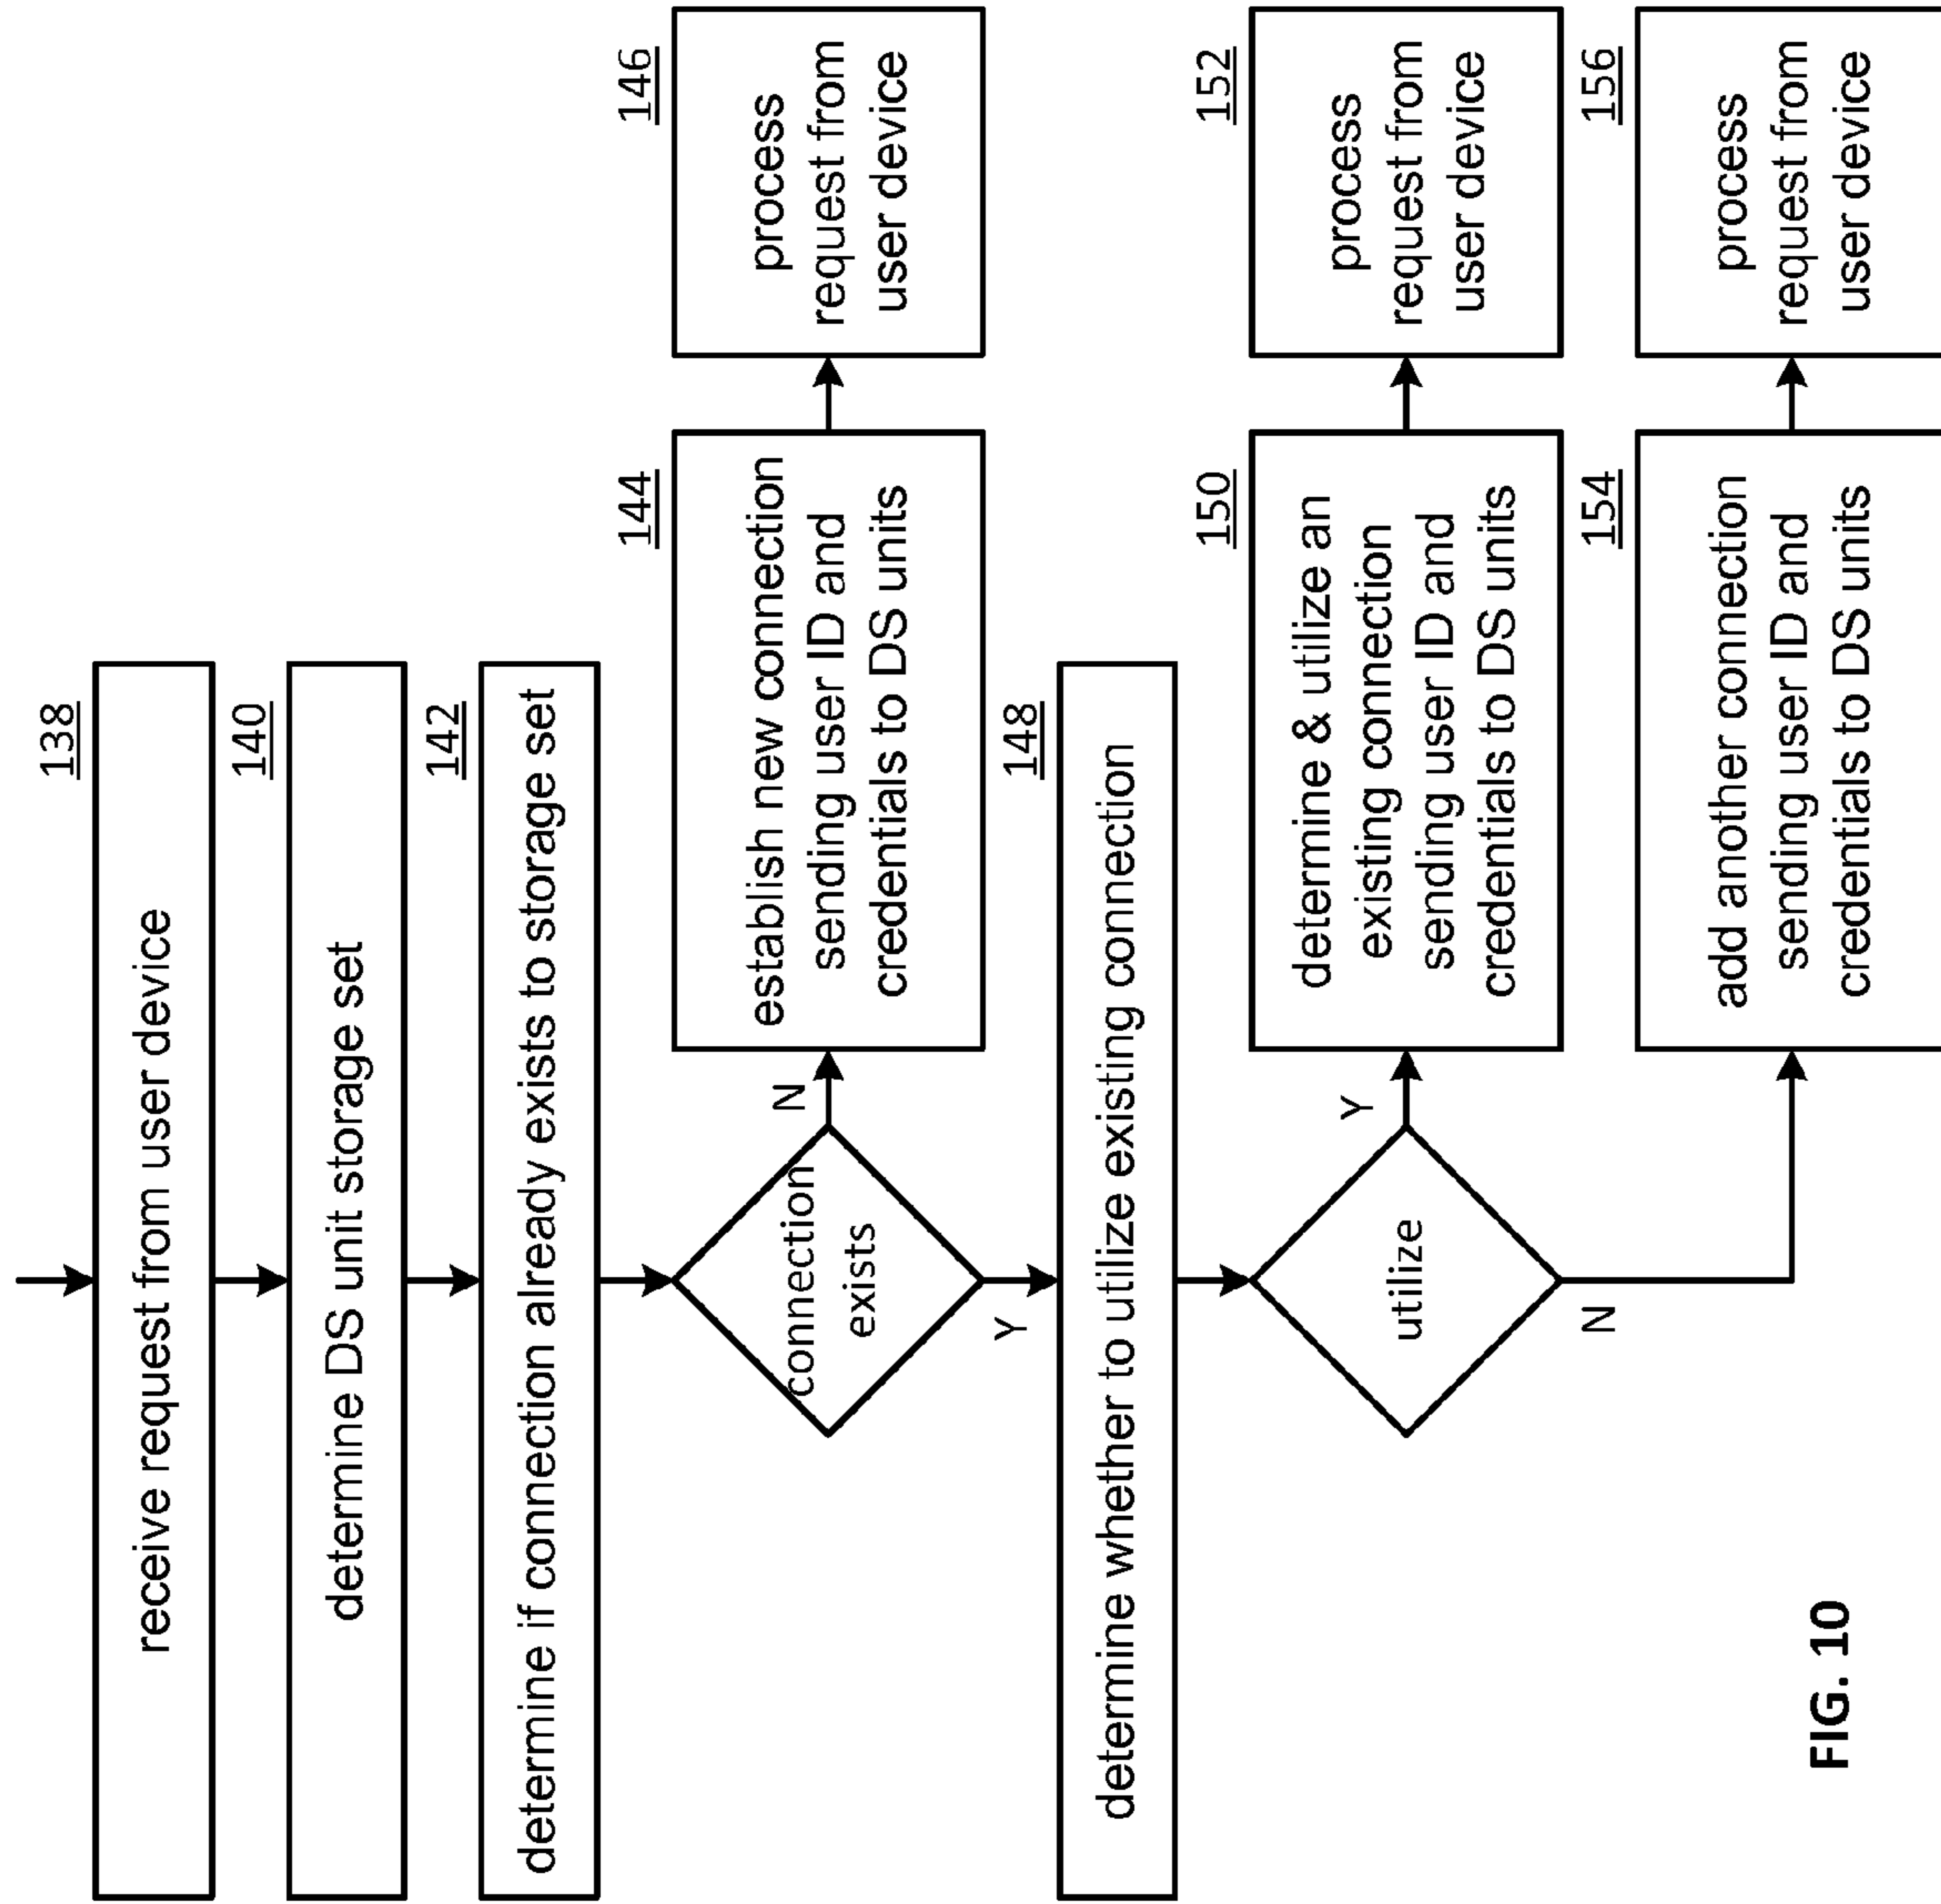 138
receive request from user device
140
determine DS unit storage set
142
determine if connection already exists to storage set
connection
exists
N
Y
144
establish new connection
sending user ID and
credentials to DS units
146
process
request from
user device
148
determine whether to utilize existing connection
utilize
Y
N
150
determine & utilize an
existing connection
sending user ID and
credentials to DS units
152
process
request from
user device
154
add another connection
sending user ID and
credentials to DS units
156
process
request from
user device
FIG. 10